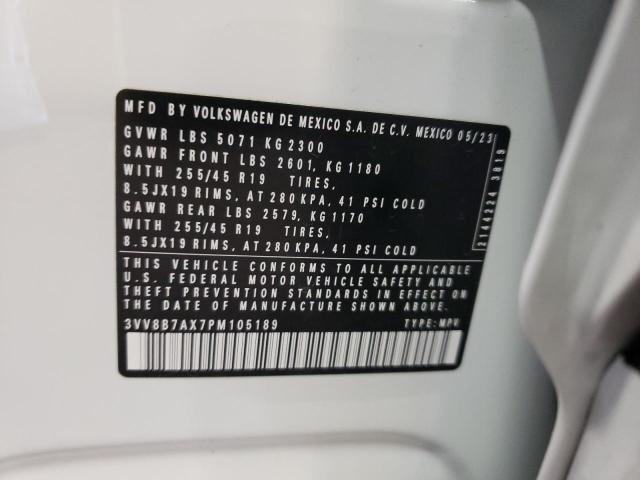 MFD BY VOLKSWAGEN DE MEXICO S.A. DE C.V. MEXICO 05/23
GVWR LBS 5071 KG 2300
GAWR FRONT LBS 2601, KG 1180
WITH 255/45 R19 TIRES,
8.5JX19 RIMS, AT 280 KPA, 41 PSI COLD
GAWR REAR LBS 2579, KG 1170
WITH 255/45 R19 TIRES,
8.5JX19 RIMS, AT 280 KPA, 41 PSI COLD
THIS VEHICLE CONFORMS TO ALL APPLICABLE
U.S. FEDERAL MOTOR VEHICLE SAFETY AND
THEFT PREVENTION STANDARDS IN EFFECT ON
THE DATE OF MANUFACTURE SHOWN ABOVE.
3VV8B7AX7PM105189 TYPE: MPV
2144224 3819